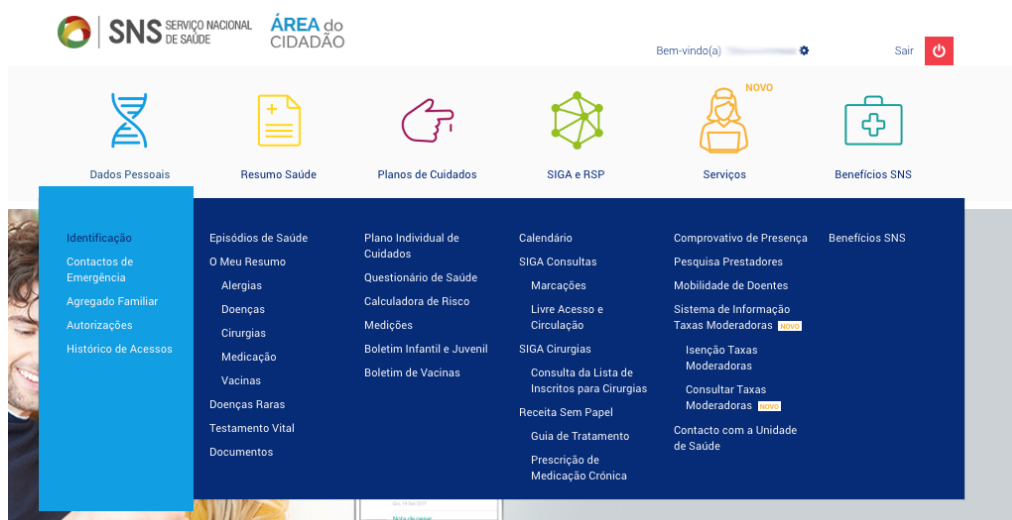 SNS SERVIÇO NACIONAL DE SAÚDE
ÁREA do CIDADÃO
Bem-vindo(a)
Sair
NOVO
Dados Pessoais
Resumo Saúde
Planos de Cuidados
SIGA e RSP
Serviços
Benefícios SNS
Identificação
Contactos de
Emergência
Agregado Familiar
Autorizações
Histórico de Acessos
Episódios de Saúde
O Meu Resumo
Alergias
Doenças
Cirurgias
Medicação
Vacinas
Doenças Raras
Testamento Vital
Documentos
Plano Individual de
Cuidados
Questionário de Saúde
Calculadora de Risco
Medições
Boletim Infantil e Juvenil
Boletim de Vacinas
Calendário
SIGA Consultas
Marcações
Livre Acesso e
Circulação
SIGA Cirurgias
Consulta da Lista de
Inscritos para Cirurgias
Receita Sem Papel
Guia de Tratamento
Prescrição de
Medicação Crónica
Comprovativo de Presença
Pesquisa Prestadores
Mobilidade de Doentes
Sistema de Informação
Taxas Moderadoras NOVO
Isenção Taxas
Moderadoras
Consultar Taxas
Moderadoras NOVO
Contacto com a Unidade
de Saúde
Benefícios SNS